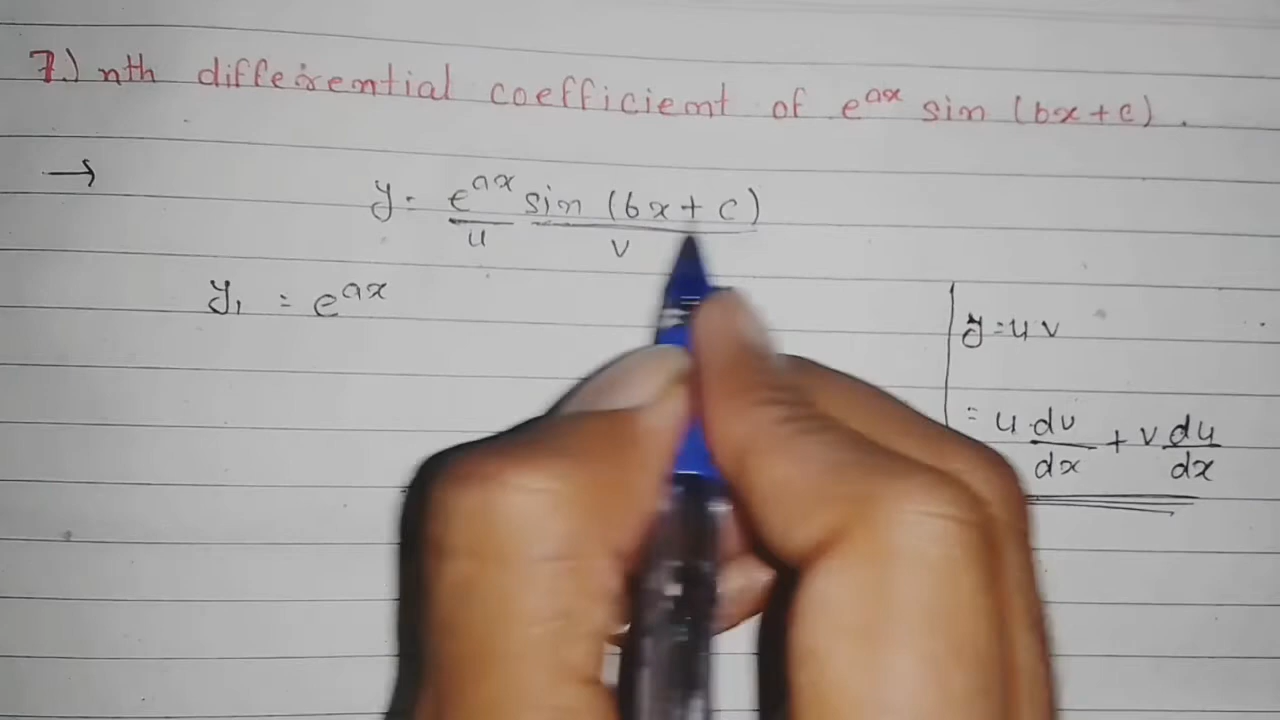 7.) nth differential coefficient of e^ax sin (bx+c).
→ y = e^ax sin (bx+c)
u v
y₁ = e^ax
y = uv
= u·dv/dx + v du/dx